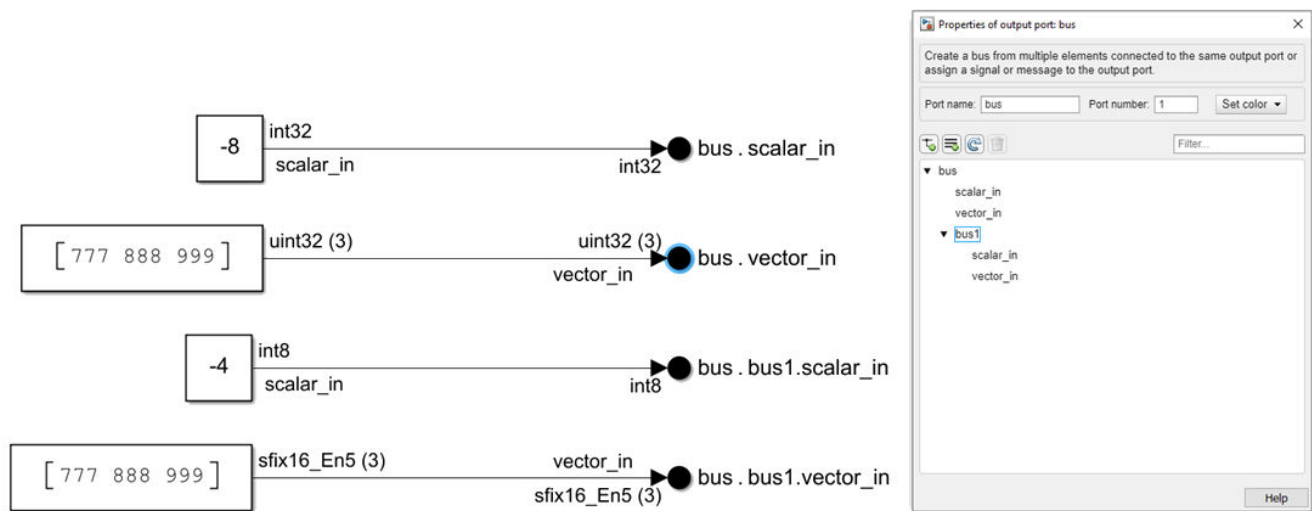 int32
-8
scalar_in
int32
bus . scalar_in
uint32 (3)
[777 888 999]
uint32 (3)
vector_in
bus . vector_in
int8
-4
scalar_in
int8
bus . bus1.scalar_in
sfix16_En5 (3)
[777 888 999]
vector_in
sfix16_En5 (3)
bus . bus1.vector_in
Properties of output port: bus
Create a bus from multiple elements connected to the same output port or
assign a signal or message to the output port.
Port name: bus Port number: 1 Set color
Filter...
bus
scalar_in
vector_in
bus1
scalar_in
vector_in
Help